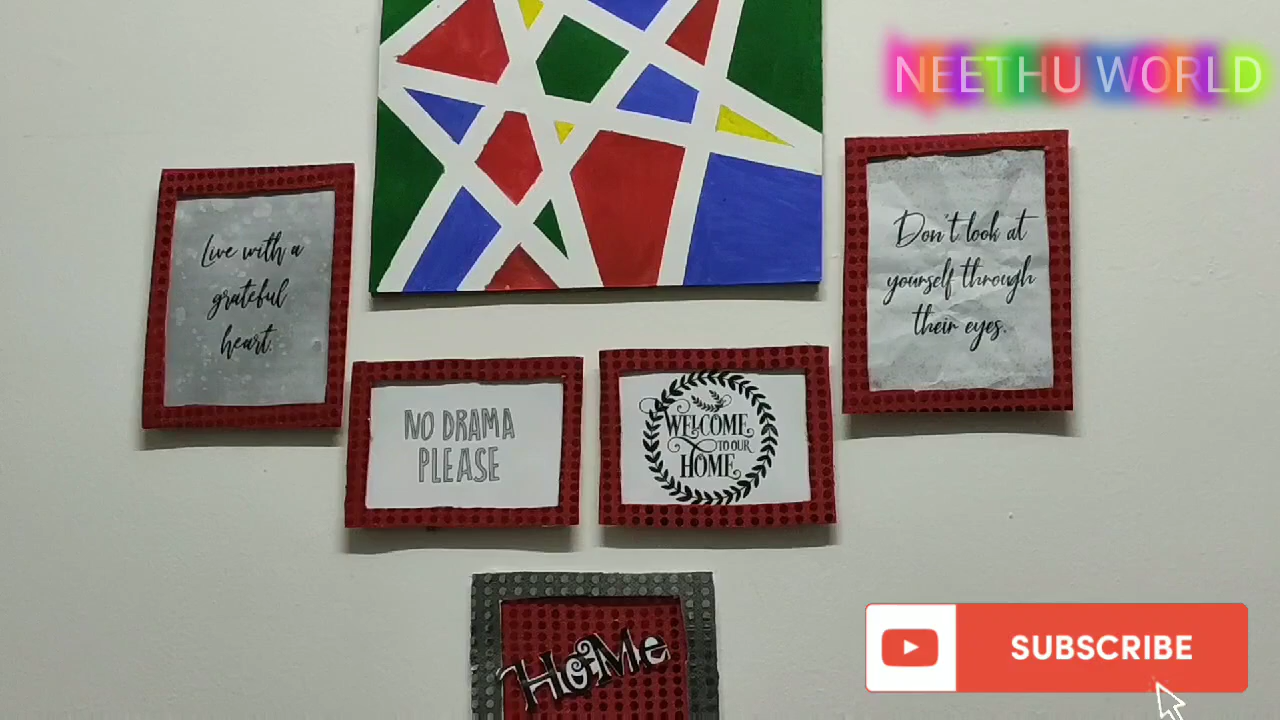 NEETHU WORLD
Live with a
grateful
heart.
Don't look at
yourself through
their eyes.
NO DRAMA
PLEASE
WELCOME
TO OUR
HOME
HoMe
SUBSCRIBE